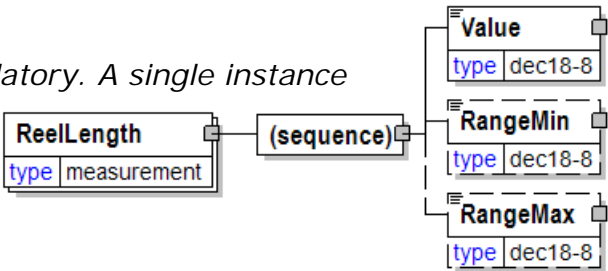 latory. A single instance
ReelLength
type measurement
(sequence)
Value
type dec18-8
RangeMin
type dec18-8
RangeMax
type dec18-8